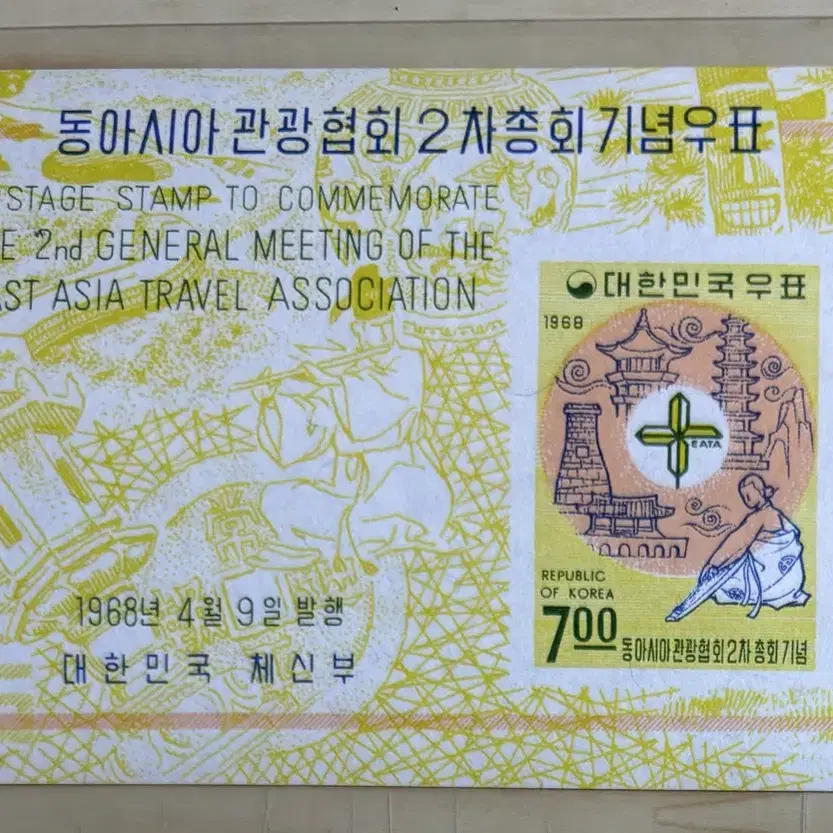 동아시아 관광협회 2차총회기념우표
STAGE STAMP TO COMMEMORATE
E 2nd GENERAL MEETING OF THE
AST ASIA TRAVEL ASSOCIATION
대한민국우표
1968
EATA
REPUBLIC
OF KOREA
700
동아시아관광협회2차총회기념
1968년 4월 9일 발행
대한민국 체신부